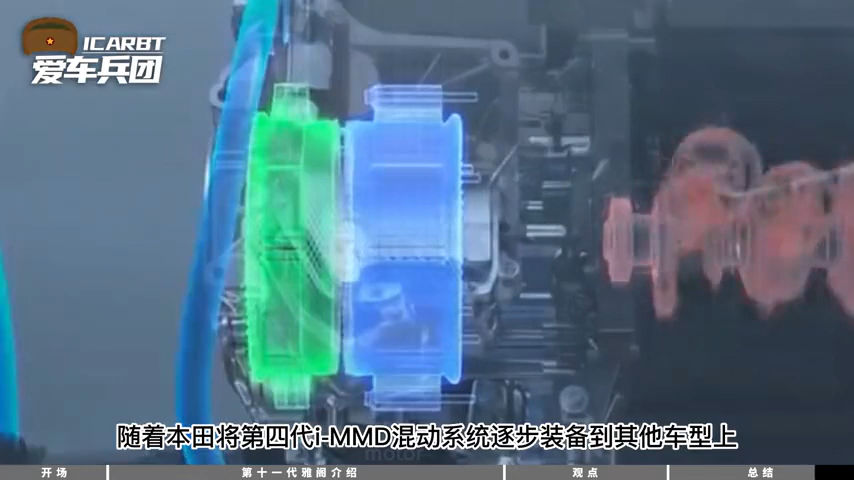 ICARBT
爱车兵团
随着本田将第四代i-MMD混动系统逐步装备到其他车型上
motor
开场
第十一代雅阁介绍
观点
总结